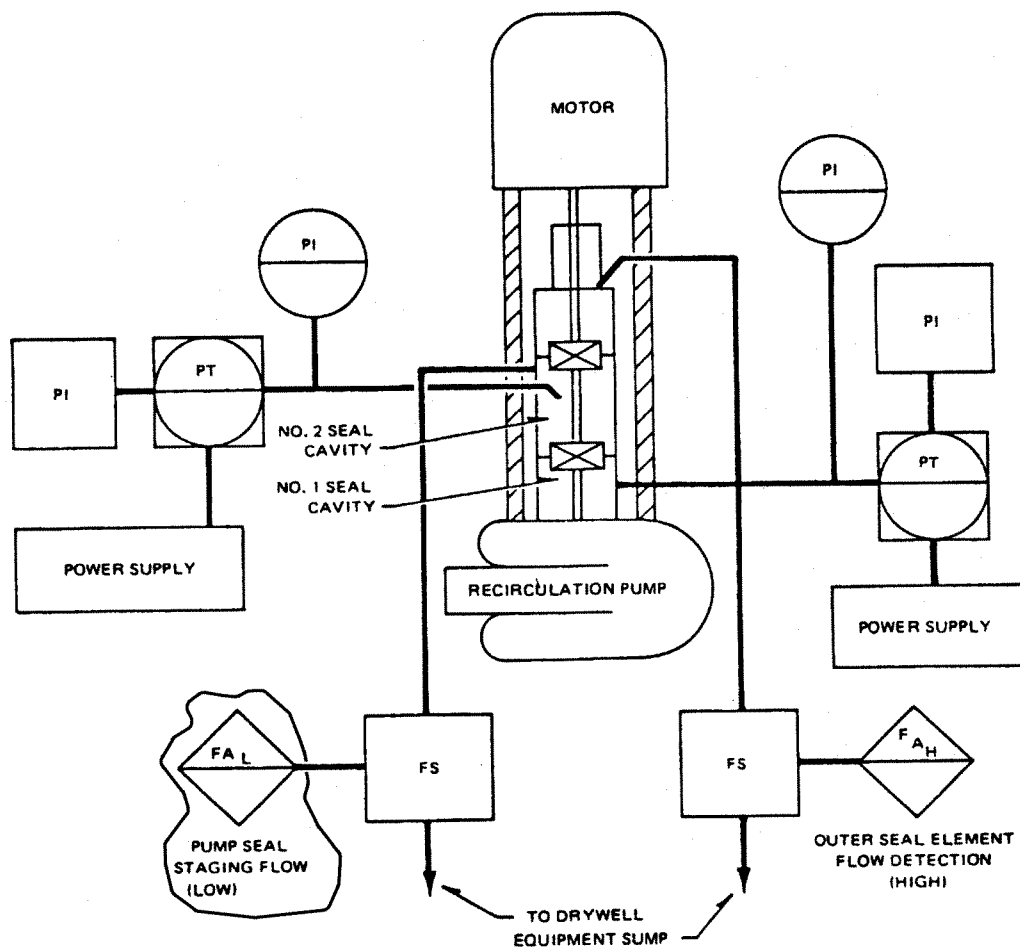 MOTOR
PI
PI
PI
PT
PI
NO. 2 SEAL
CAVITY
PT
NO. 1 SEAL
CAVITY
POWER SUPPLY
RECIRCULATION PUMP
POWER SUPPLY
FA L
FS
FS
F A H
PUMP SEAL
STAGING FLOW
(LOW)
OUTER SEAL ELEMENT
FLOW DETECTION
(HIGH)
TO DRYWELL
EQUIPMENT SUMP